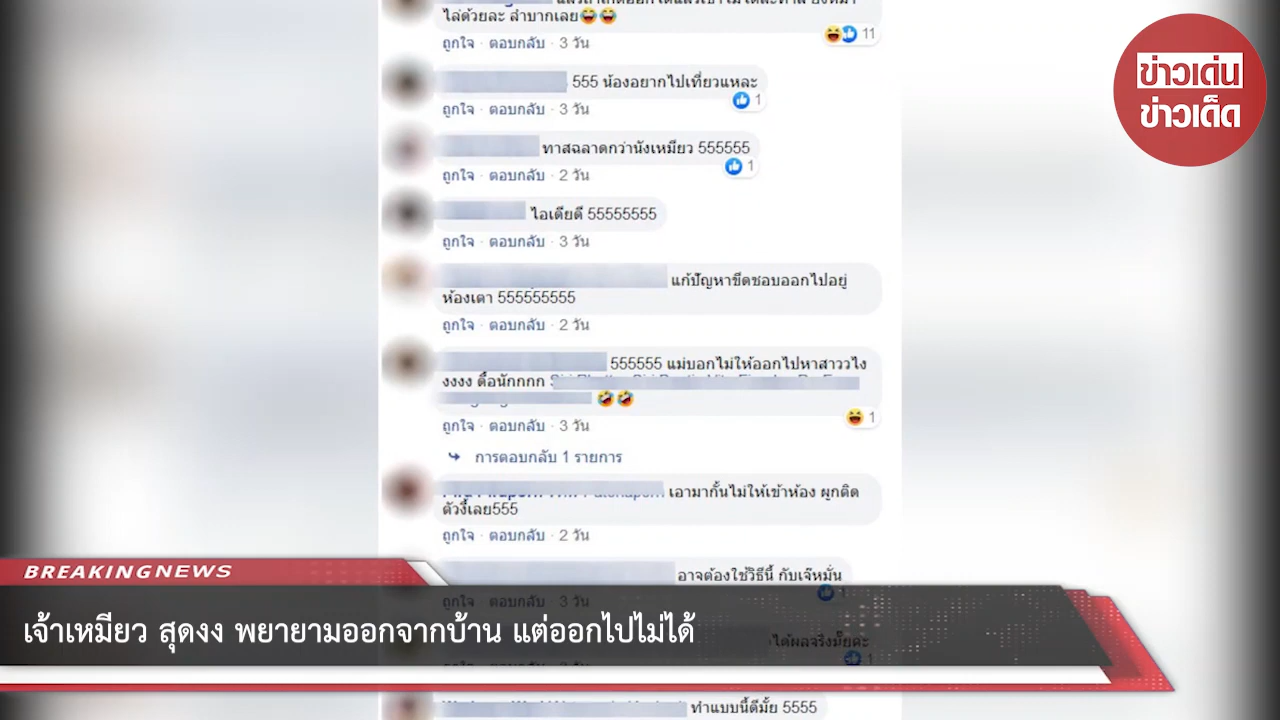 ไล่ด้วยละ ลำบากเลย😂😂
11
ถูกใจ · ตอบกลับ · 3 วัน
ข่าวเด่น
ข่าวเด็ด
555 น้องอยากไปเที่ยวแหละ
1
ถูกใจ · ตอบกลับ · 3 วัน
ทาสฉลาดกว่านังเหมียว 555555
1
ถูกใจ · ตอบกลับ · 2 วัน
ไอเดียดี 55555555
ถูกใจ · ตอบกลับ · 3 วัน
แก้ปัญหาขี้ดชอบออกไปอยู่
ห้องเตา 555555555
ถูกใจ · ตอบกลับ · 2 วัน
555555 แม่บอกไม่ให้ออกไปหาสาววไง
งงงง ดื้อนักกกก
🤣🤣
1
ถูกใจ · ตอบกลับ · 3 วัน
การตอบกลับ 1 รายการ
เอามากั้นไม่ให้เข้าห้อง ผูกติด
ตัวงี้เลย555
ถูกใจ · ตอบกลับ · 2 วัน
อาจต้องใช้วิธีนี้ กับเจ๊หมั่น
1
ถูกใจ · ตอบกลับ · 3 วัน
BREAKINGNEWS
เจ้าเหมียว สุดงง พยายามออกจากบ้าน แต่ออกไปไม่ได้
ได้ผลจริงมั๊ยคะ
1
ทำแบบนี้ดีมั้ย 5555